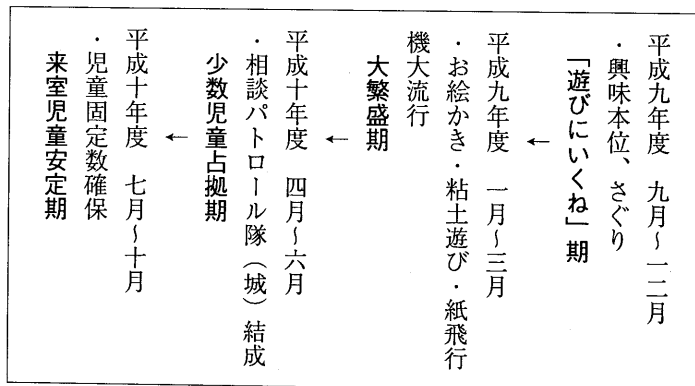 平成九年度　九月～一二月
・興味本位、さぐり
「遊びにいくね」期
←
平成九年度　一月～三月
・お絵かき・粘土遊び・紙飛行
機大流行
大繁盛期
←
平成十年度　四月～六月
・相談パトロール隊（城）結成
少数児童占拠期
←
平成十年度　七月～十月
・児童固定数確保
来室児童安定期